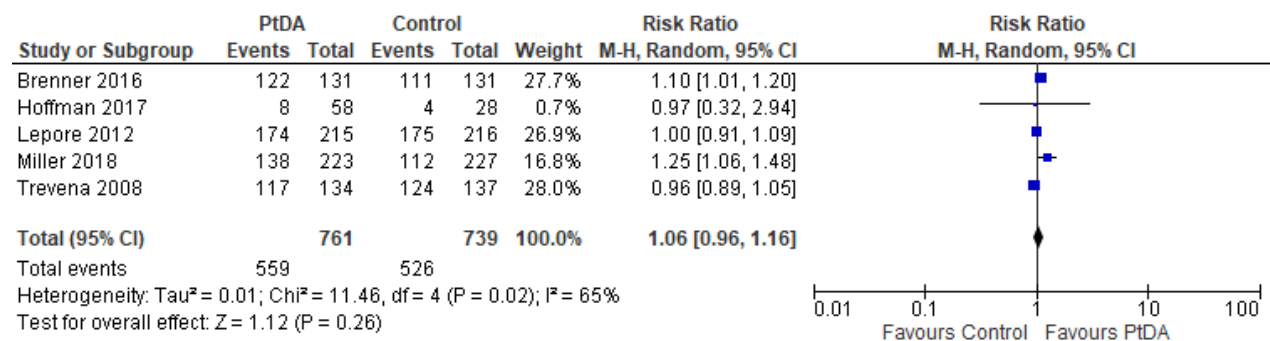 PtDA Control Risk Ratio Risk Ratio
Study or Subgroup Events Total Events Total Weight M-H, Random, 95% CI M-H, Random, 95% CI
Brenner 2016 122 131 111 131 27.7% 1.10 [1.01, 1.20]
Hoffman 2017 8 58 4 28 0.7% 0.97 [0.32, 2.94]
Lepore 2012 174 215 175 216 26.9% 1.00 [0.91, 1.09]
Miller 2018 138 223 112 227 16.8% 1.25 [1.06, 1.48]
Trevena 2008 117 134 124 137 28.0% 0.96 [0.89, 1.05]
Total (95% CI) 761 739 100.0% 1.06 [0.96, 1.16]
Total events 559 526
Heterogeneity: Tau² = 0.01; Chi² = 11.46, df = 4 (P = 0.02); I² = 65%
Test for overall effect: Z = 1.12 (P = 0.26)
0.01 0.1 1 10 100
Favours Control Favours PtDA